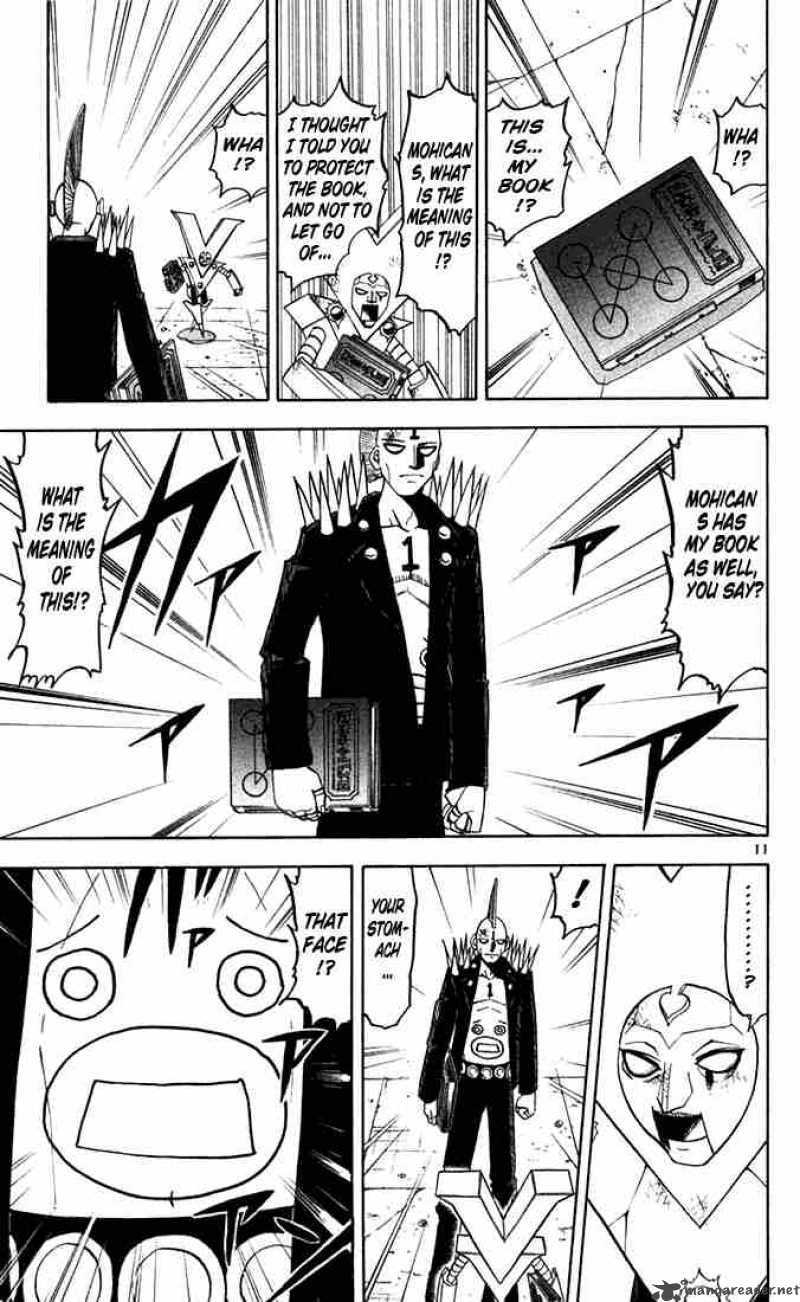 WHA
!?
THIS
IS...
MY
BOOK
!?
MOHICAN
S, WHAT
IS THE
MEANING
OF THIS
!?
I THOUGHT
I TOLD YOU
TO PROTECT
THE BOOK,
AND NOT TO
LET GO
OF...
WHA
!?
MOHICAN
S HAS
MY BOOK
AS WELL,
YOU SAY?
1
1
WHAT
IS THE
MEANING
OF
THIS!?
11
.........
!
YOUR
STOM-
ACH
...
THAT
FACE
!?
mangareader.net